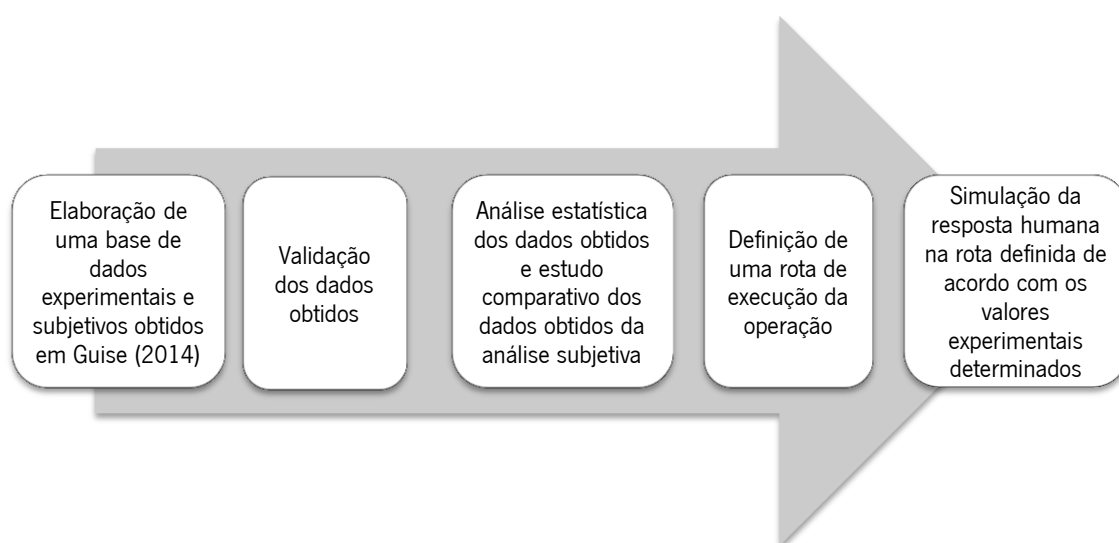 Elaboração de
uma base de
dados
experimentais e
subjetivos obtidos
em Guise (2014)
Validação
dos dados
obtidos
Análise estatística
dos dados obtidos
e estudo
comparativo dos
dados obtidos da
análise subjetiva
Definição de
uma rota de
execução da
operação
Simulação da
resposta humana
na rota definida de
acordo com os
valores
experimentais
determinados